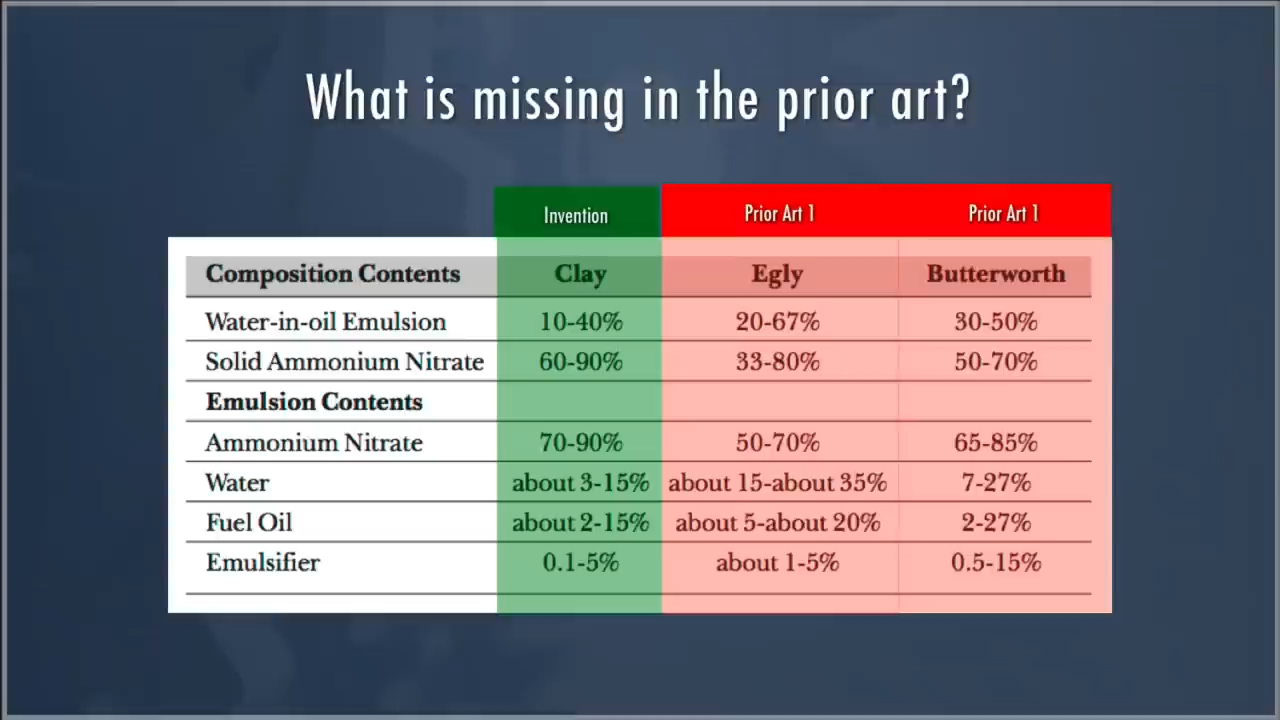 What is missing in the prior art?
Invention Prior Art 1 Prior Art 1
Composition Contents Clay Egly Butterworth
Water-in-oil Emulsion 10-40% 20-67% 30-50%
Solid Ammonium Nitrate 60-90% 33-80% 50-70%
Emulsion Contents
Ammonium Nitrate 70-90% 50-70% 65-85%
Water about 3-15% about 15-about 35% 7-27%
Fuel Oil about 2-15% about 5-about 20% 2-27%
Emulsifier 0.1-5% about 1-5% 0.5-15%